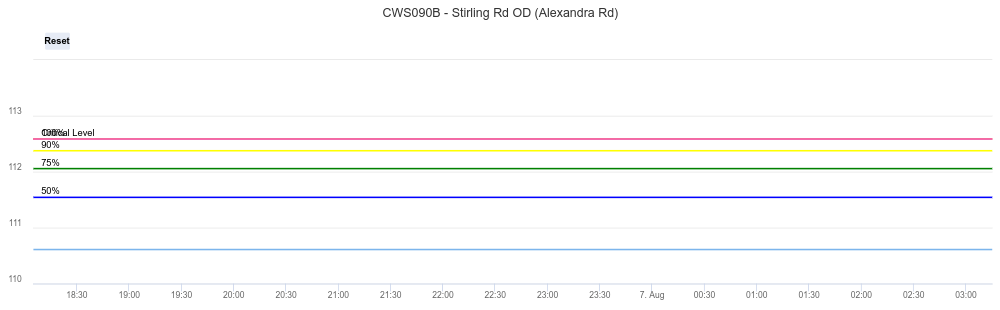 CWS090B - Stirling Rd OD (Alexandra Rd)
Reset
113
Critical Level
90%
75%
112
50%
111
110
18:30 19:00 19:30 20:00 20:30 21:00 21:30 22:00 22:30 23:00 23:30 7. Aug 00:30 01:00 01:30 02:00 02:30 03:00